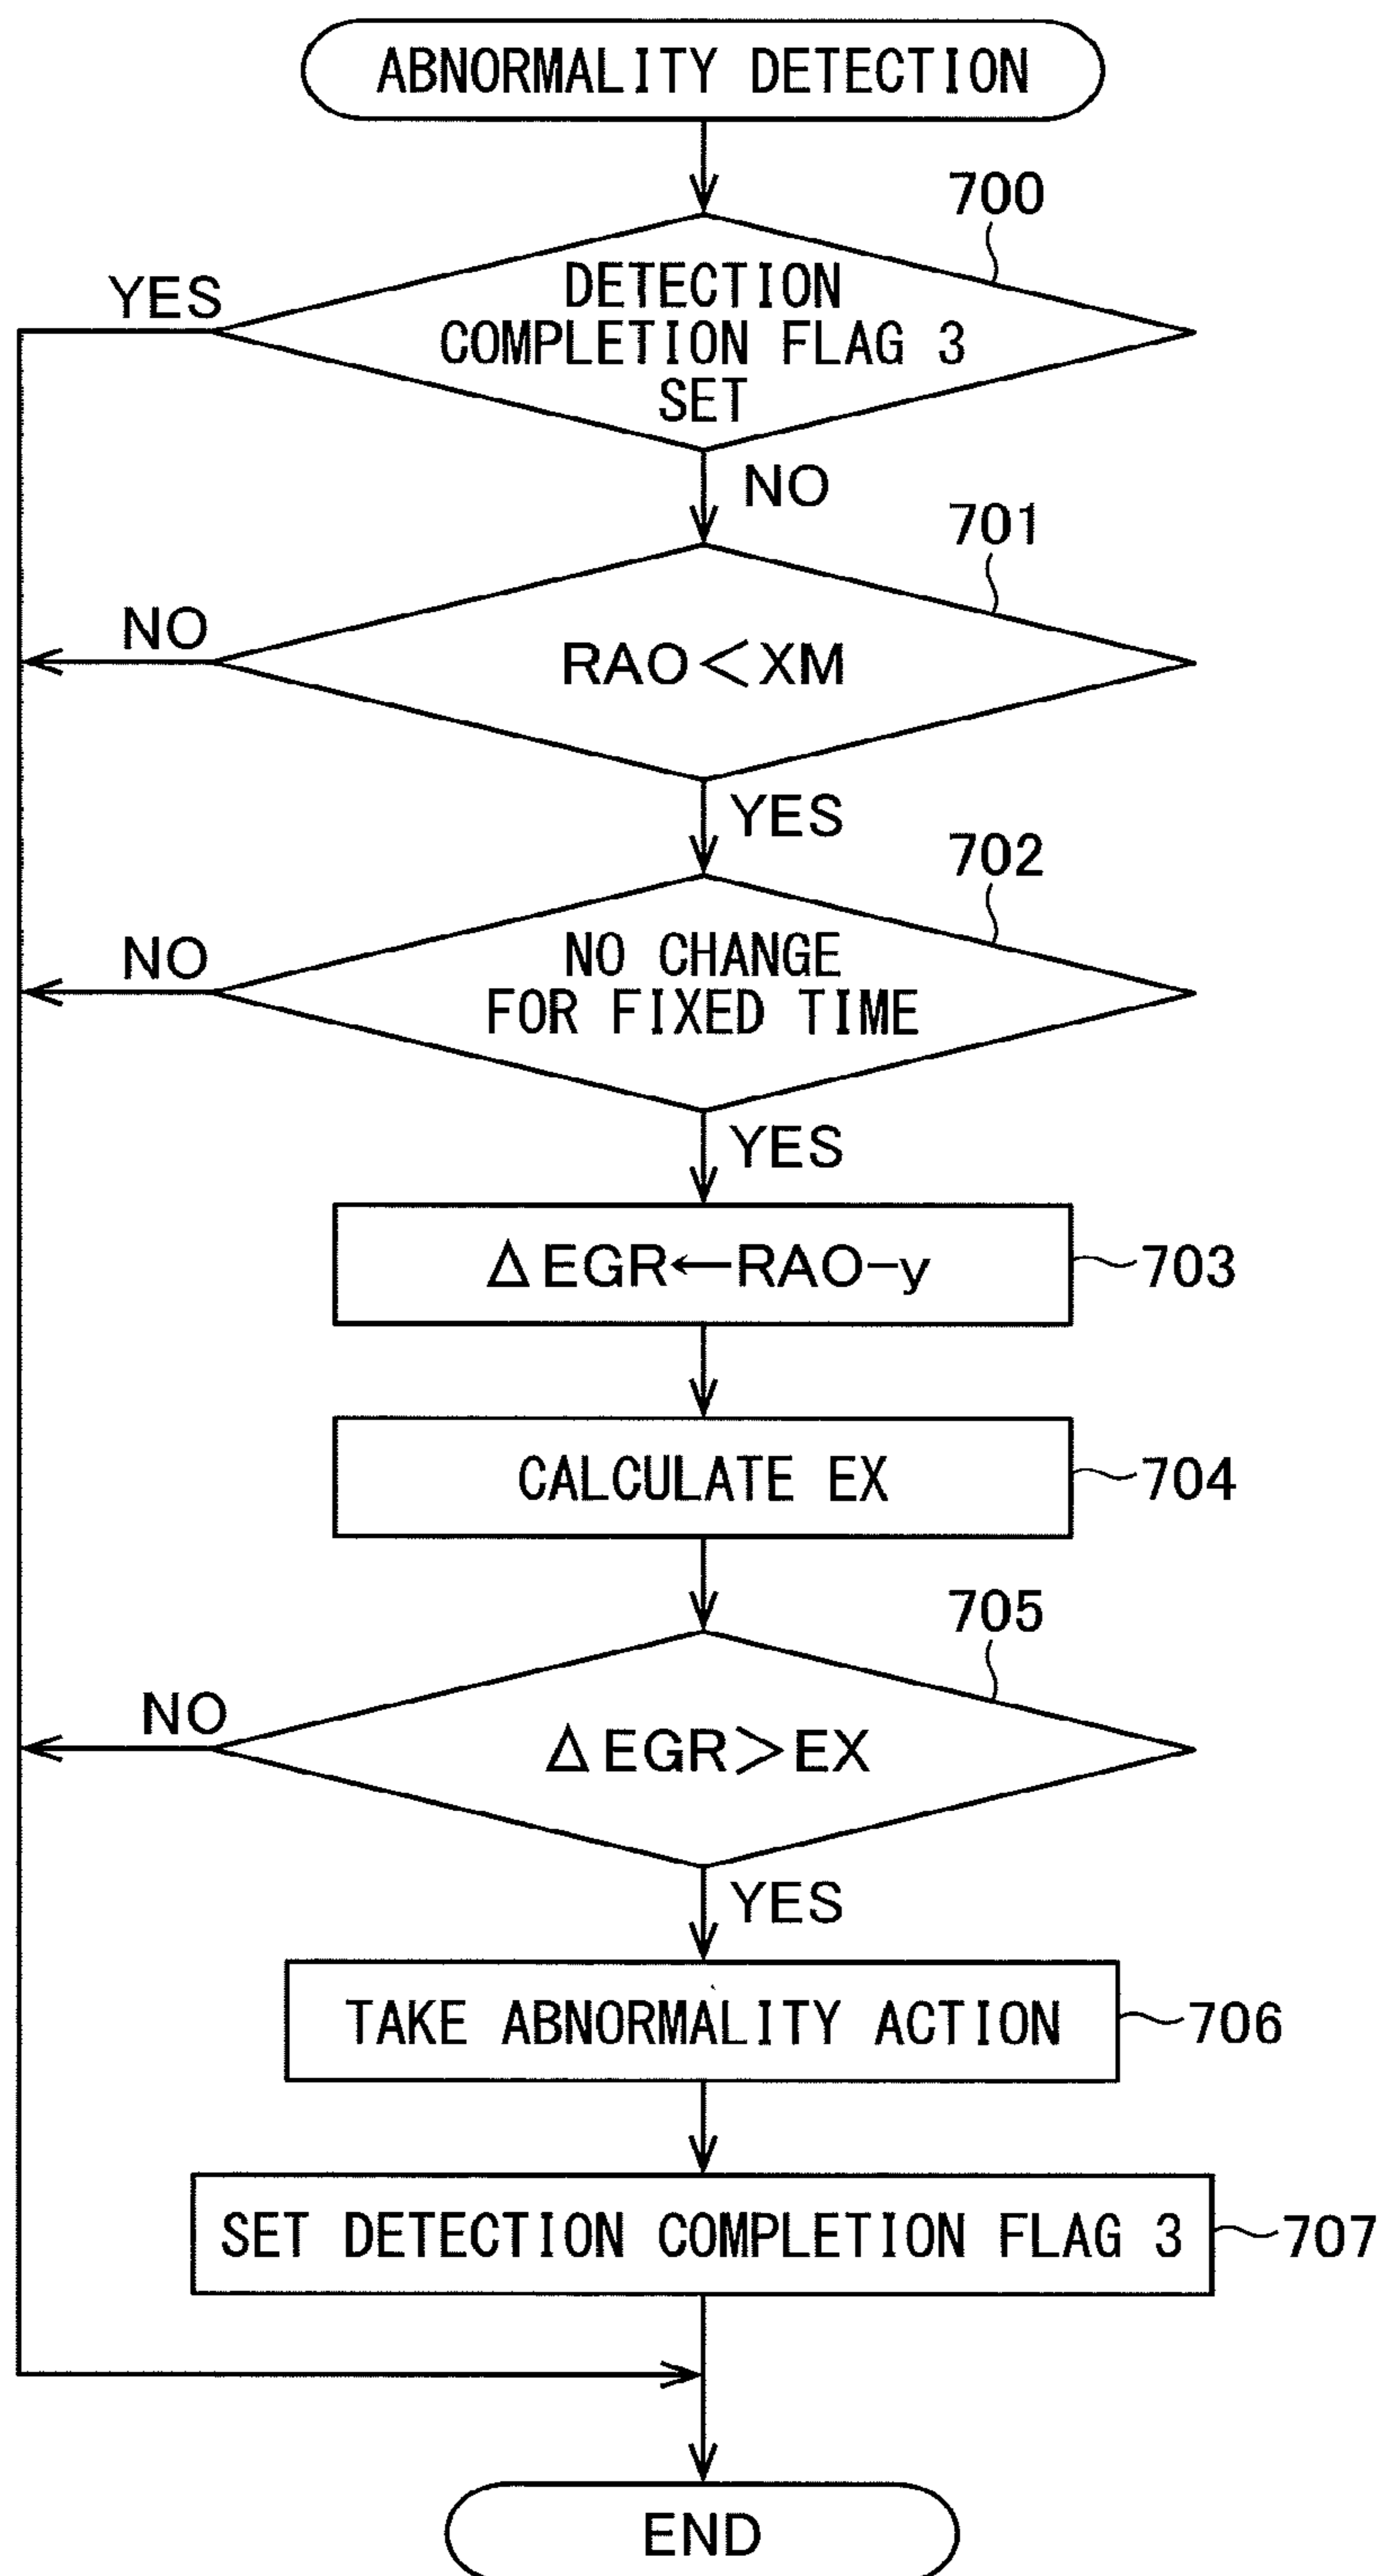 ABNORMALITY DETECTION
700
YES
DETECTION
COMPLETION FLAG 3
SET
NO
701
NO
RAO<XM
YES
702
NO
NO CHANGE
FOR FIXED TIME
YES
ΔEGR←RAO-y
703
CALCULATE EX
704
705
NO
ΔEGR>EX
YES
TAKE ABNORMALITY ACTION
706
SET DETECTION COMPLETION FLAG 3
707
END